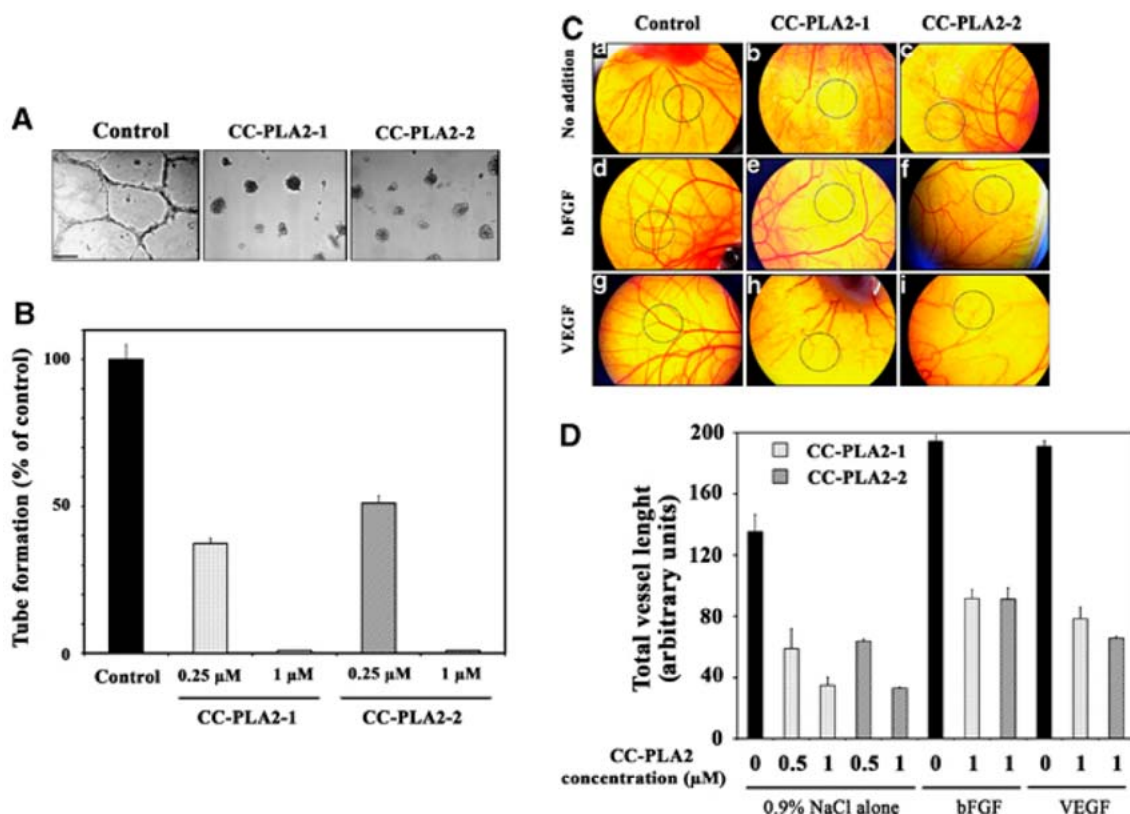 A
Control CC-PLA2-1 CC-PLA2-2
B
Tube formation (% of control)
100
50
0
Control 0.25 µM 1 µM 0.25 µM 1 µM
CC-PLA2-1 CC-PLA2-2
C
Control CC-PLA2-1 CC-PLA2-2
No addition
a b c
bFGF
d e f
VEGF
g h i
D
Total vessel lenght
(arbitrary units)
200
160
120
80
40
0
CC-PLA2-1
CC-PLA2-2
CC-PLA2
concentration (µM)
0 0.5 1 0.5 1 0 1 1 0 1 1
0.9% NaCl alone bFGF VEGF